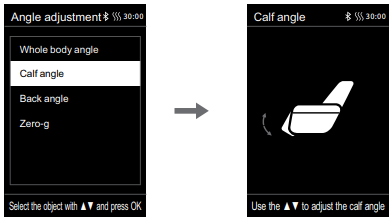 Angle adjustment 30:00
Whole body angle
Calf angle
Back angle
Zero-g
Select the object with ▲▼ and press OK
Calf angle 30:00
Use the ▲▼ to adjust the calf angle